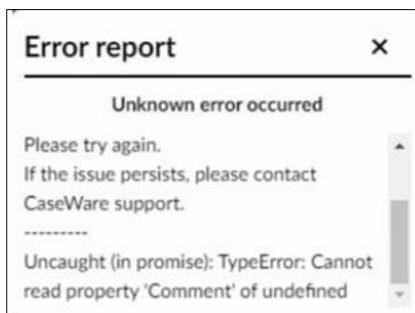 Error report ×
Unknown error occurred
Please try again.
If the issue persists, please contact
CaseWare support.
---------
Uncaught (in promise): TypeError: Cannot
read property 'Comment' of undefined